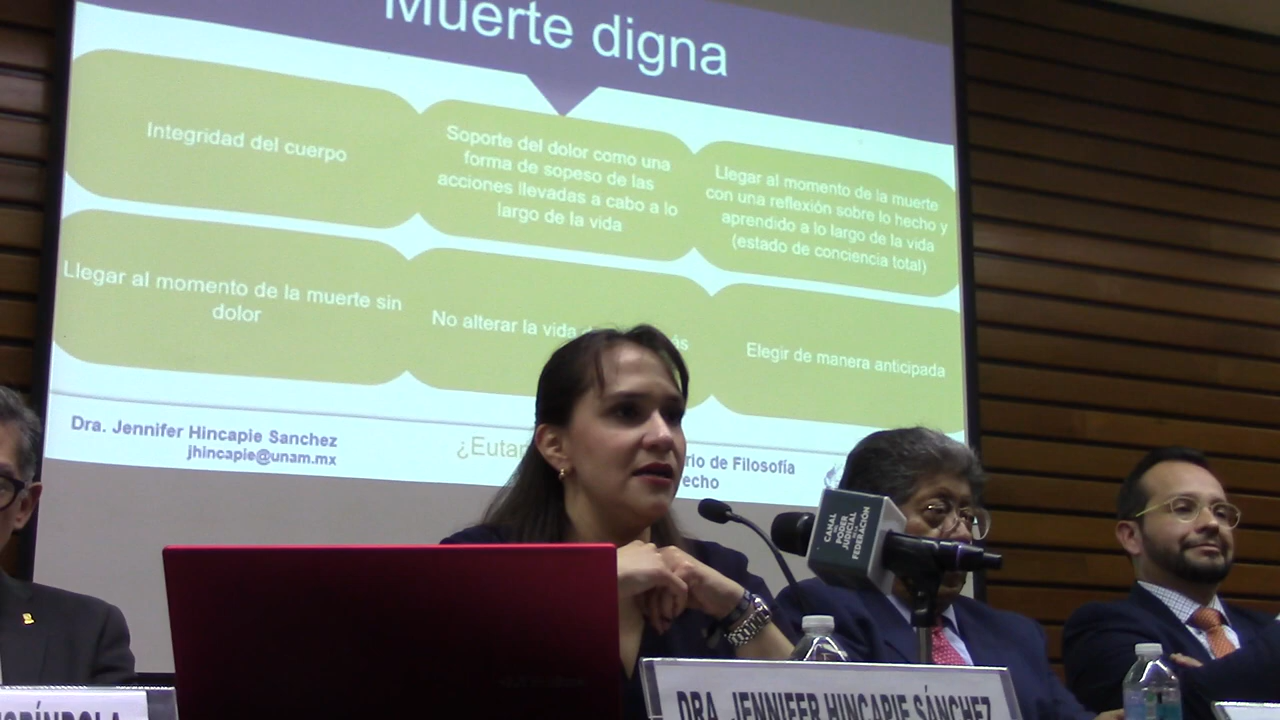 Muerte digna
Integridad del cuerpo
Soporte del dolor como una
forma de sopeso de las
acciones llevadas a cabo a lo
largo de la vida
Llegar al momento de la muerte
con una reflexión sobre lo hecho y
aprendido a lo largo de la vida
(estado de conciencia total)
Llegar al momento de la muerte sin
dolor
No alterar la vida
Elegir de manera anticipada
Dra. Jennifer Hincapie Sanchez
jhincapie@unam.mx
de Filosofía
CANAL
DEL
PODER
JUDICIAL
DE LA
FEDERACIÓN
DRA. JENNIFER HINCAPIE SÁNCHEZ